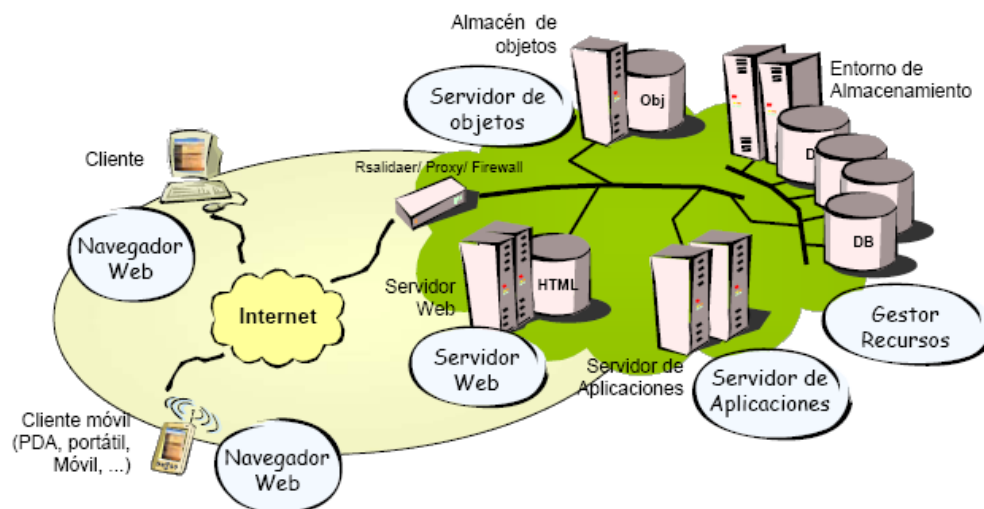 Almacén de
objetos
Servidor de
objetos
Obj
Entorno de
Almacenamiento
D
DB
Cliente
Navegador
Web
Rsalidaer/ Proxy/ Firewall
Internet
Servidor
Web
HTML
Servidor
Web
Servidor de
Aplicaciones
Servidor de
Aplicaciones
Gestor
Recursos
Cliente móvil
(PDA, portátil,
Móvil, ...)
Navegador
Web